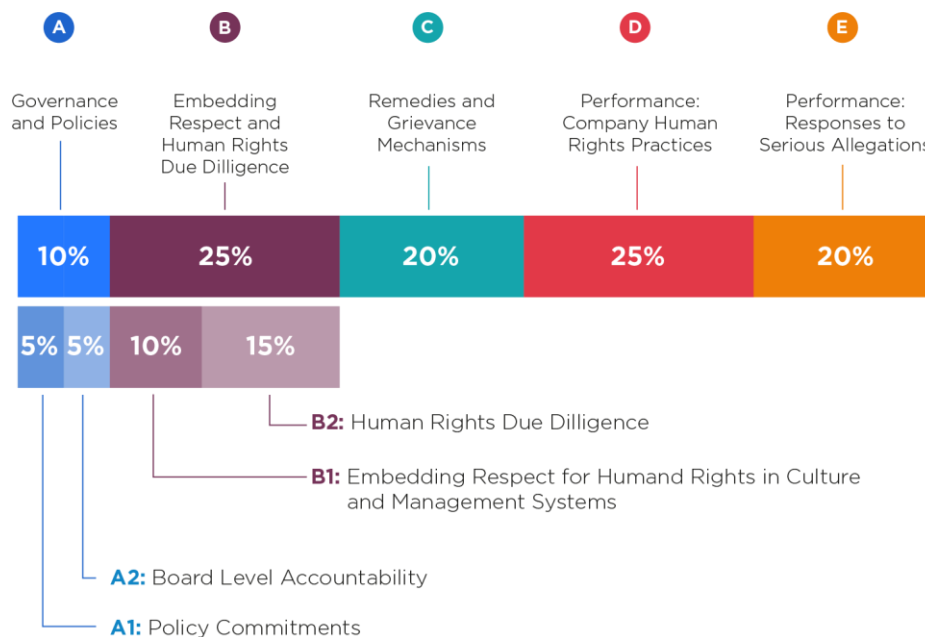 A
B
C
D
E
Governance
and Policies
Embedding
Respect and
Human Rights
Due Dilligence
Remedies and
Grievance
Mechanisms
Performance:
Company Human
Rights Practices
Performance:
Responses to
Serious Allegations
10%
25%
20%
25%
20%
5%
5%
10%
15%
B2: Human Rights Due Dilligence
B1: Embedding Respect for Humand Rights in Culture
and Management Systems
A2: Board Level Accountability
A1: Policy Commitments